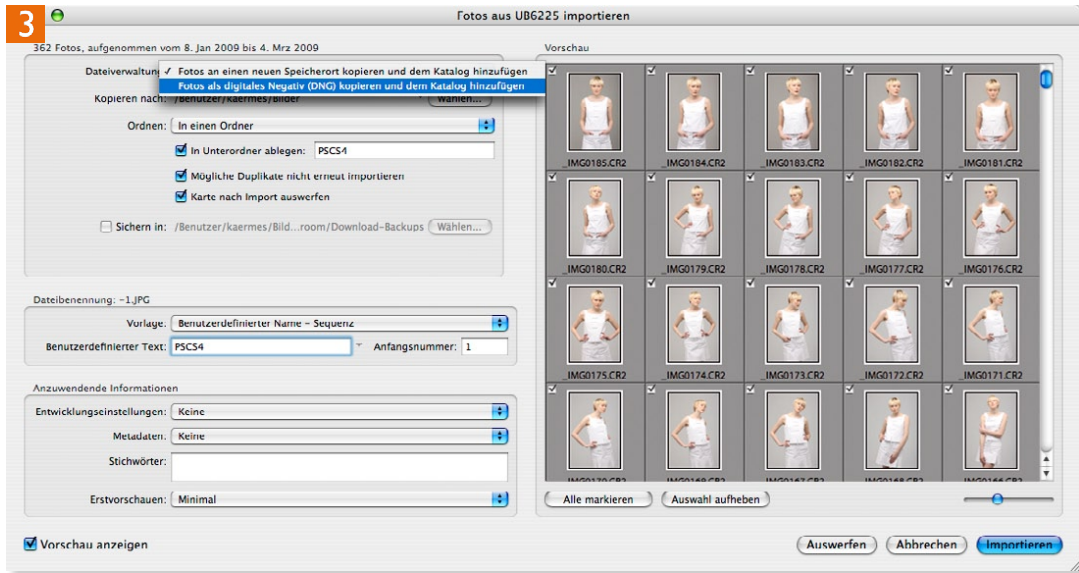 3
Fotos aus UB6225 importieren
362 Fotos, aufgenommen vom 8. Jan 2009 bis 4. Mrz 2009
Dateiverwaltung
✓ Fotos an einen neuen Speicherort kopieren und dem Katalog hinzufügen
Fotos als digitales Negativ (DNG) kopieren und dem Katalog hinzufügen
Kopieren nach: /Benutzer/kaermes/Bilder Wählen...
Ordnen: In einen Ordner
In Unterordner ablegen: PSCS4
Mögliche Duplikate nicht erneut importieren
Karte nach Import auswerfen
Sichern in: /Benutzer/kaermes/Bild...room/Download-Backups Wählen...
Dateibenennung: -1.JPG
Vorlage: Benutzerdefinierter Name – Sequenz
Benutzerdefinierter Text: PSCS4 Anfangsnummer: 1
Anzuwendende Informationen
Entwicklungseinstellungen: Keine
Metadaten: Keine
Stichwörter:
Erstvorschauen: Minimal
Vorschau anzeigen
Vorschau
_IMG0185.CR2 _IMG0184.CR2 _IMG0183.CR2 _IMG0182.CR2 _IMG0181.CR2
_IMG0180.CR2 _IMG0179.CR2 _IMG0178.CR2 _IMG0177.CR2 _IMG0176.CR2
_IMG0175.CR2 _IMG0174.CR2 _IMG0173.CR2 _IMG0172.CR2 _IMG0171.CR2
Alle markieren Auswahl aufheben
Auswerfen Abbrechen Importieren